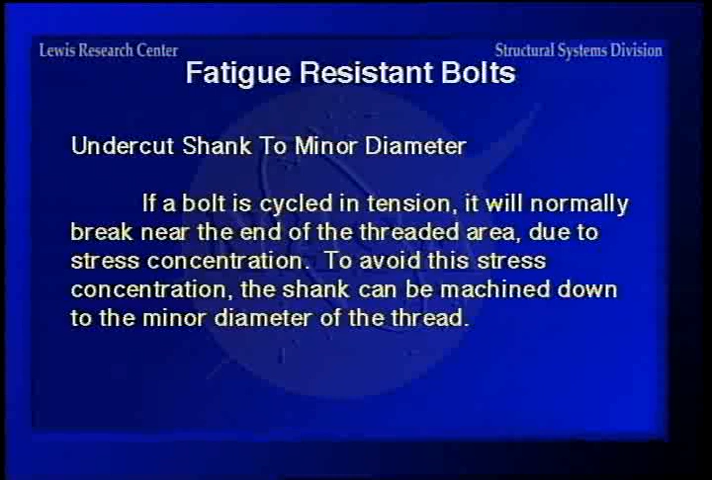 Lewis Research Center
Structural Systems Division
Fatigue Resistant Bolts
Undercut Shank To Minor Diameter
If a bolt is cycled in tension, it will normally
break near the end of the threaded area, due to
stress concentration. To avoid this stress
concentration, the shank can be machined down
to the minor diameter of the thread.